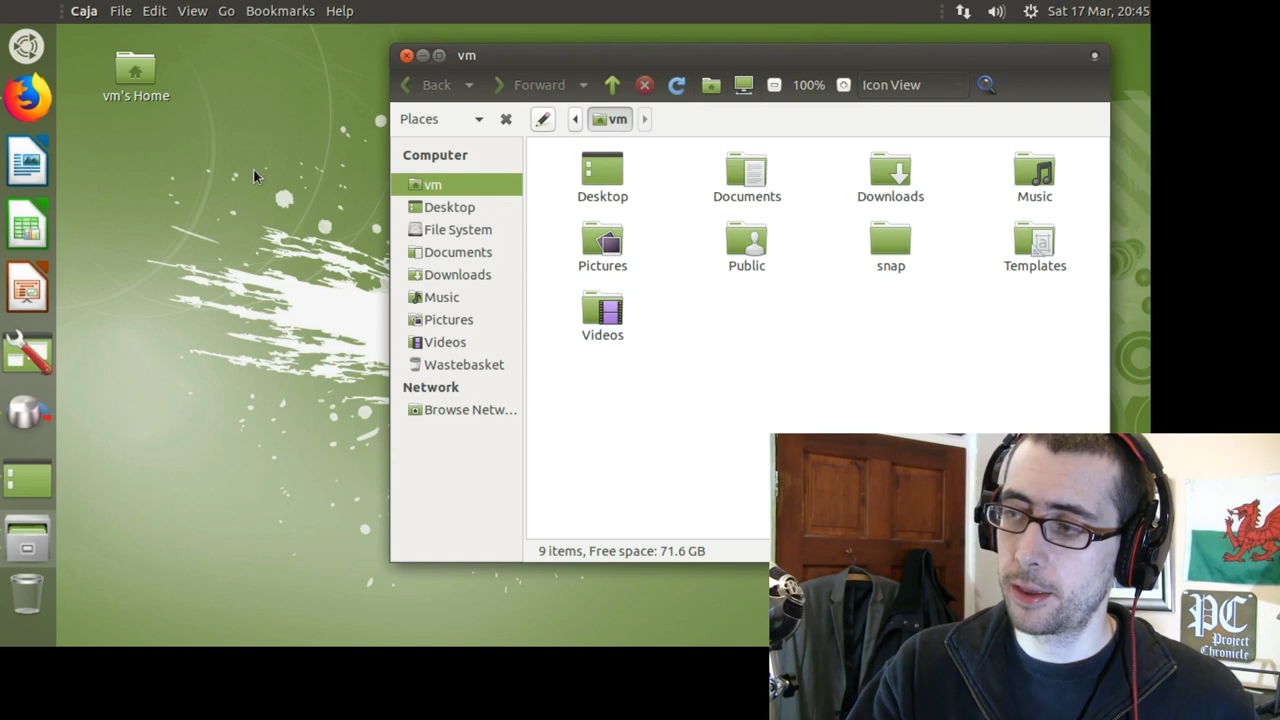 Caja File Edit View Go Bookmarks Help
Sat 17 Mar, 20:45
vm's Home
vm
Back Forward 100% Icon View
Places vm
Computer
vm
Desktop
File System
Documents
Downloads
Music
Pictures
Videos
Wastebasket
Network
Browse Netw...
Desktop Documents Downloads Music
Pictures Public snap Templates
Videos
9 items, Free space: 71.6 GB
PC
Project
Chronicle